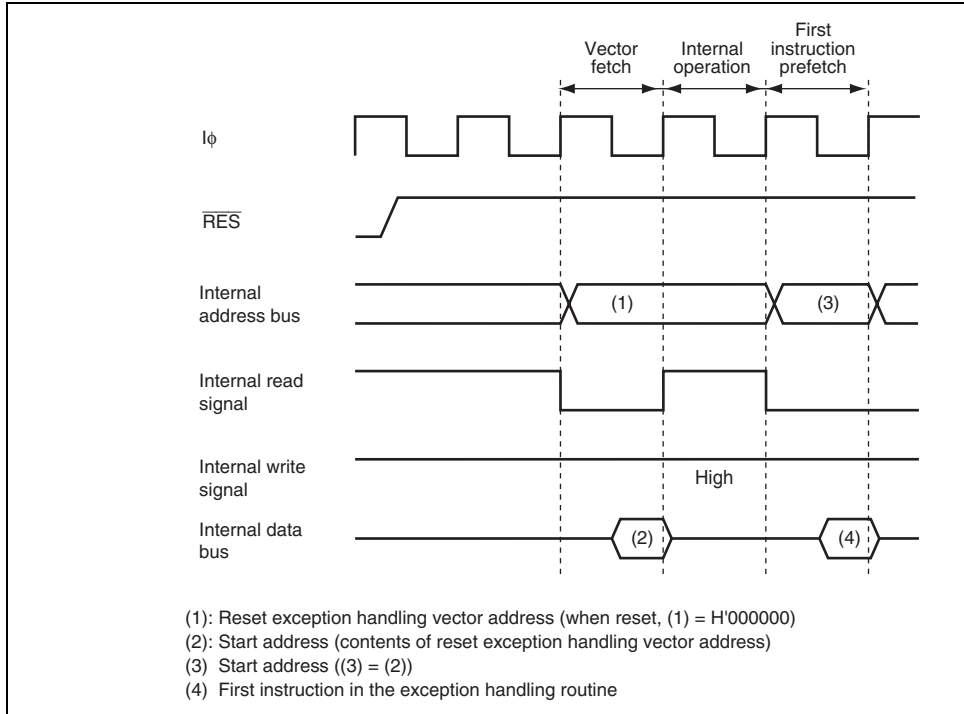 Vector
fetch
Internal
operation
First
instruction
prefetch
Iϕ
RES
Internal
address bus
(1)
(3)
Internal read
signal
Internal write
signal
High
Internal data
bus
(2)
(4)
(1): Reset exception handling vector address (when reset, (1) = H'000000)
(2): Start address (contents of reset exception handling vector address)
(3) Start address ((3) = (2))
(4) First instruction in the exception handling routine